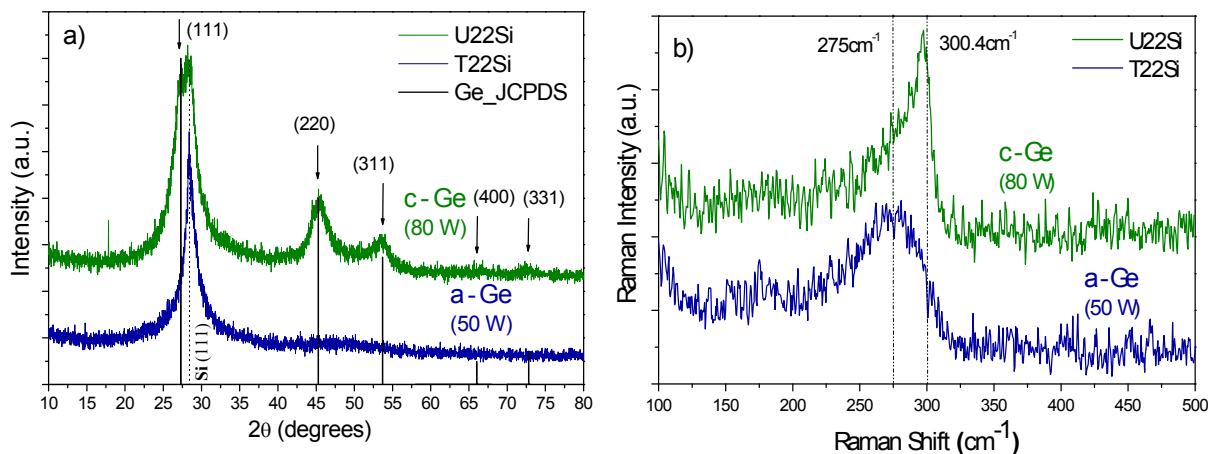 a)
(111)
U22Si
T22Si
Ge_JCPDS
(220)
(311)
(400)
(331)
c-Ge
(80 W)
a-Ge
(50 W)
Si (111)
Intensity (a.u.)
10 15 20 25 30 35 40 45 50 55 60 65 70 75 80
2θ (degrees)
b)
275cm-1
300.4cm-1
U22Si
T22Si
c-Ge
(80 W)
a-Ge
(50 W)
Raman Intensity (a.u.)
100 150 200 250 300 350 400 450 500
Raman Shift (cm-1)